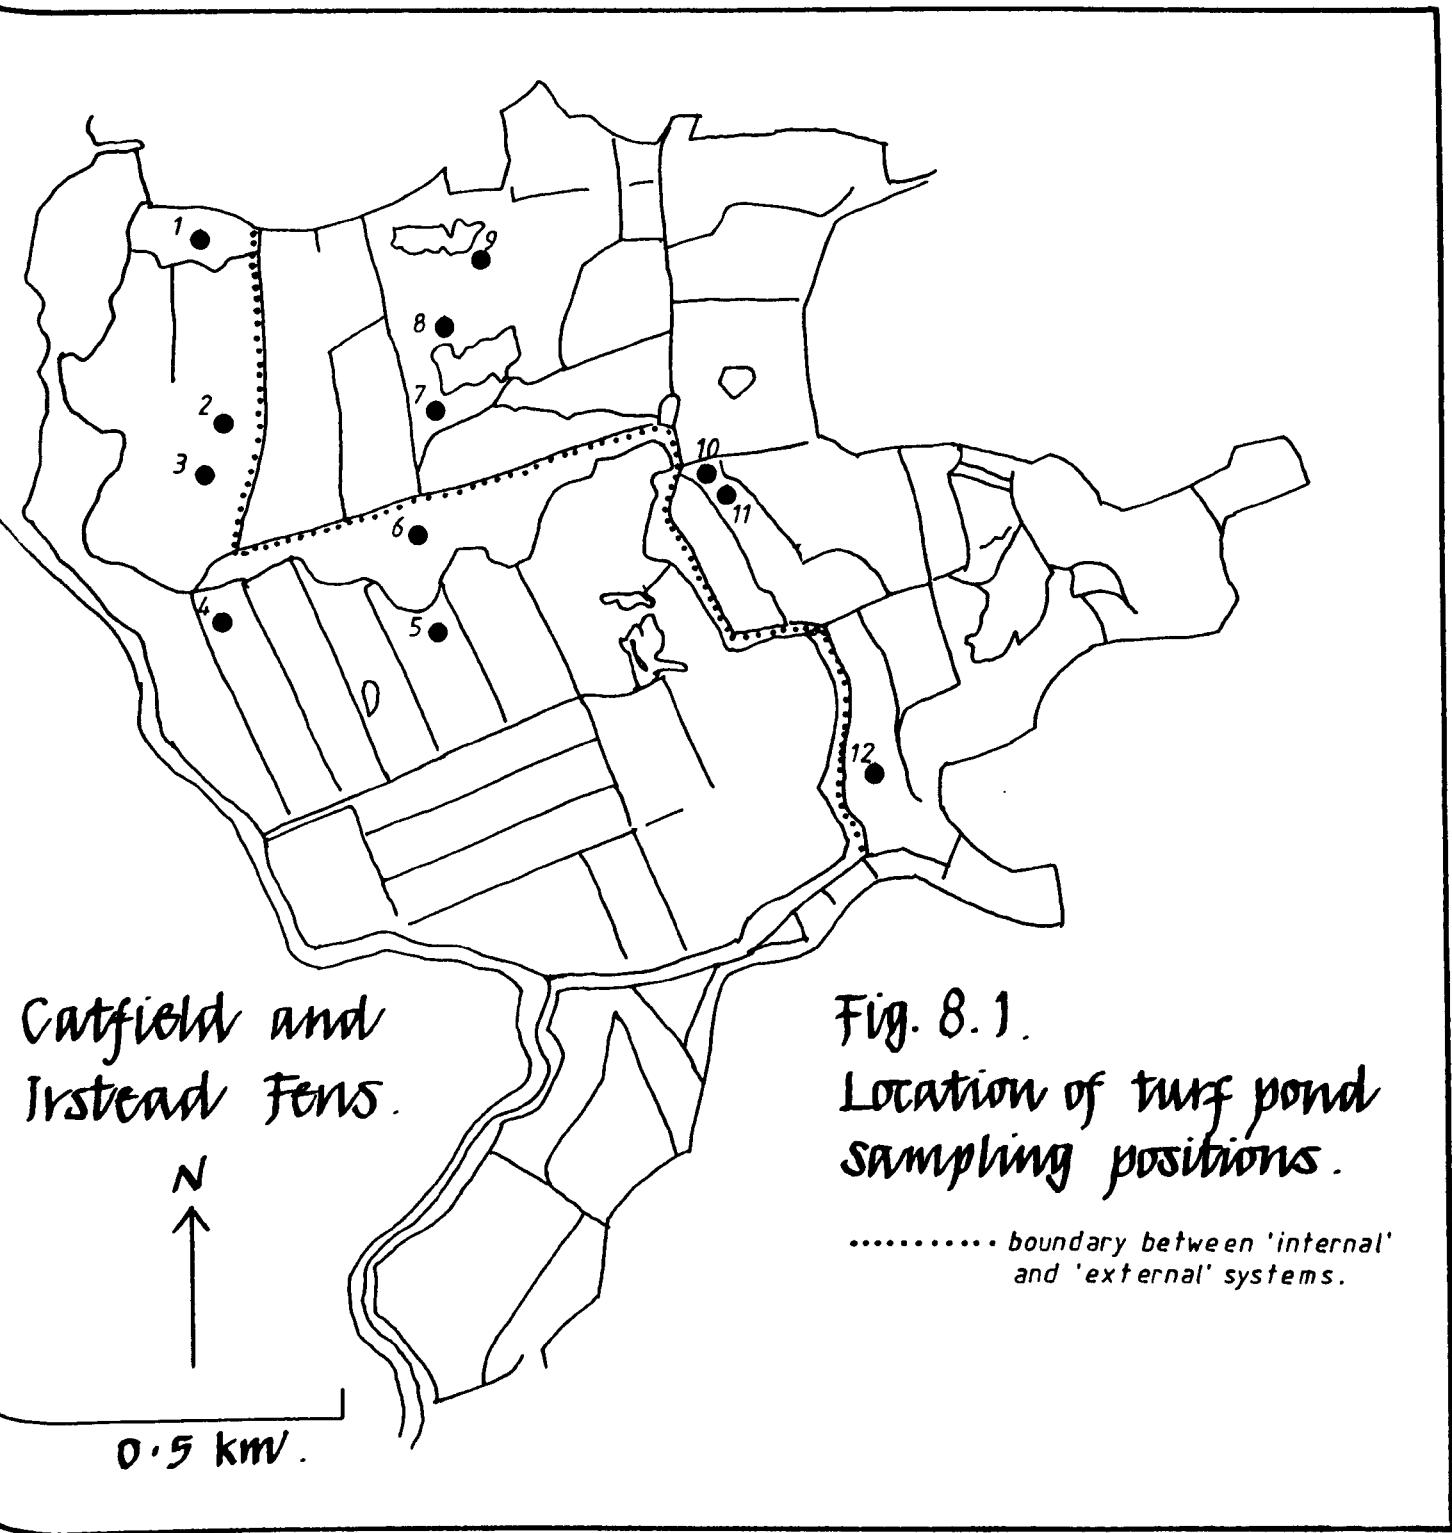 1
9
8
2
7
3
10
6
11
4
5
12
Catfield and
Irstead Fens.
N
0.5 km.
Fig. 8.1.
Location of turf pond
sampling positions.
boundary between 'internal'
and 'external' systems.